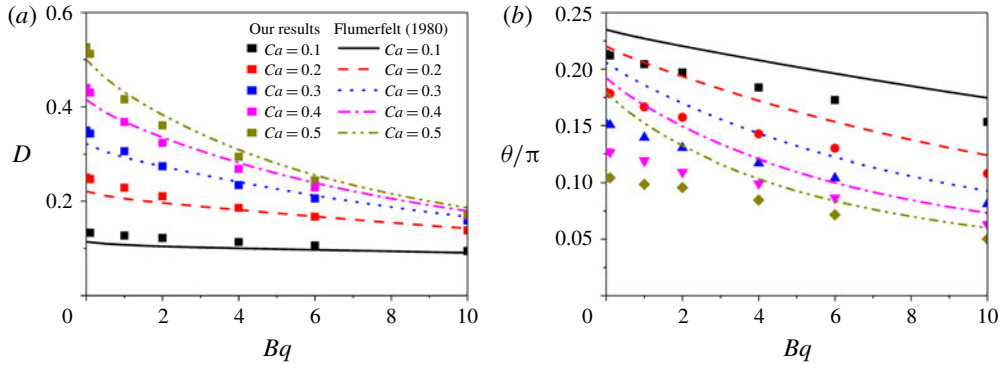 (a)
0.6
0.4
D
0.2
0
2
4
6
8
10
Bq
Our results Flumerfelt (1980)
Ca = 0.1 Ca = 0.1
Ca = 0.2 Ca = 0.2
Ca = 0.3 Ca = 0.3
Ca = 0.4 Ca = 0.4
Ca = 0.5 Ca = 0.5
(b)
0.25
0.20
0.15
θ/π
0.10
0.05
0
2
4
6
8
10
Bq